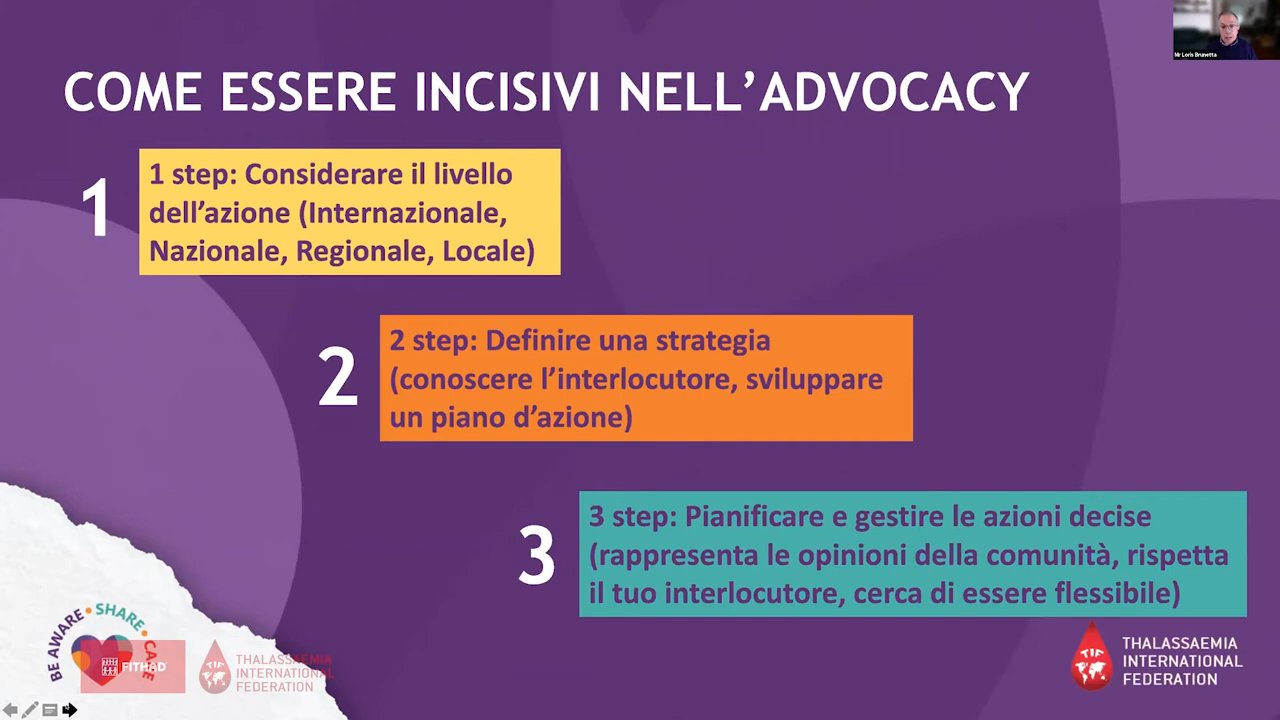 Mr Loris Brunetta
COME ESSERE INCISIVI NELL’ADVOCACY
1
1 step: Considerare il livello
dell’azione (Internazionale,
Nazionale, Regionale, Locale)
2
2 step: Definire una strategia
(conoscere l’interlocutore, sviluppare
un piano d’azione)
3
3 step: Pianificare e gestire le azioni decise
(rappresenta le opinioni della comunità, rispetta
il tuo interlocutore, cerca di essere flessibile)
BE AWARE • SHARE • CARE
FITHAD
THALASSAEMIA
INTERNATIONAL
FEDERATION
TIF
THALASSAEMIA
INTERNATIONAL
FEDERATION